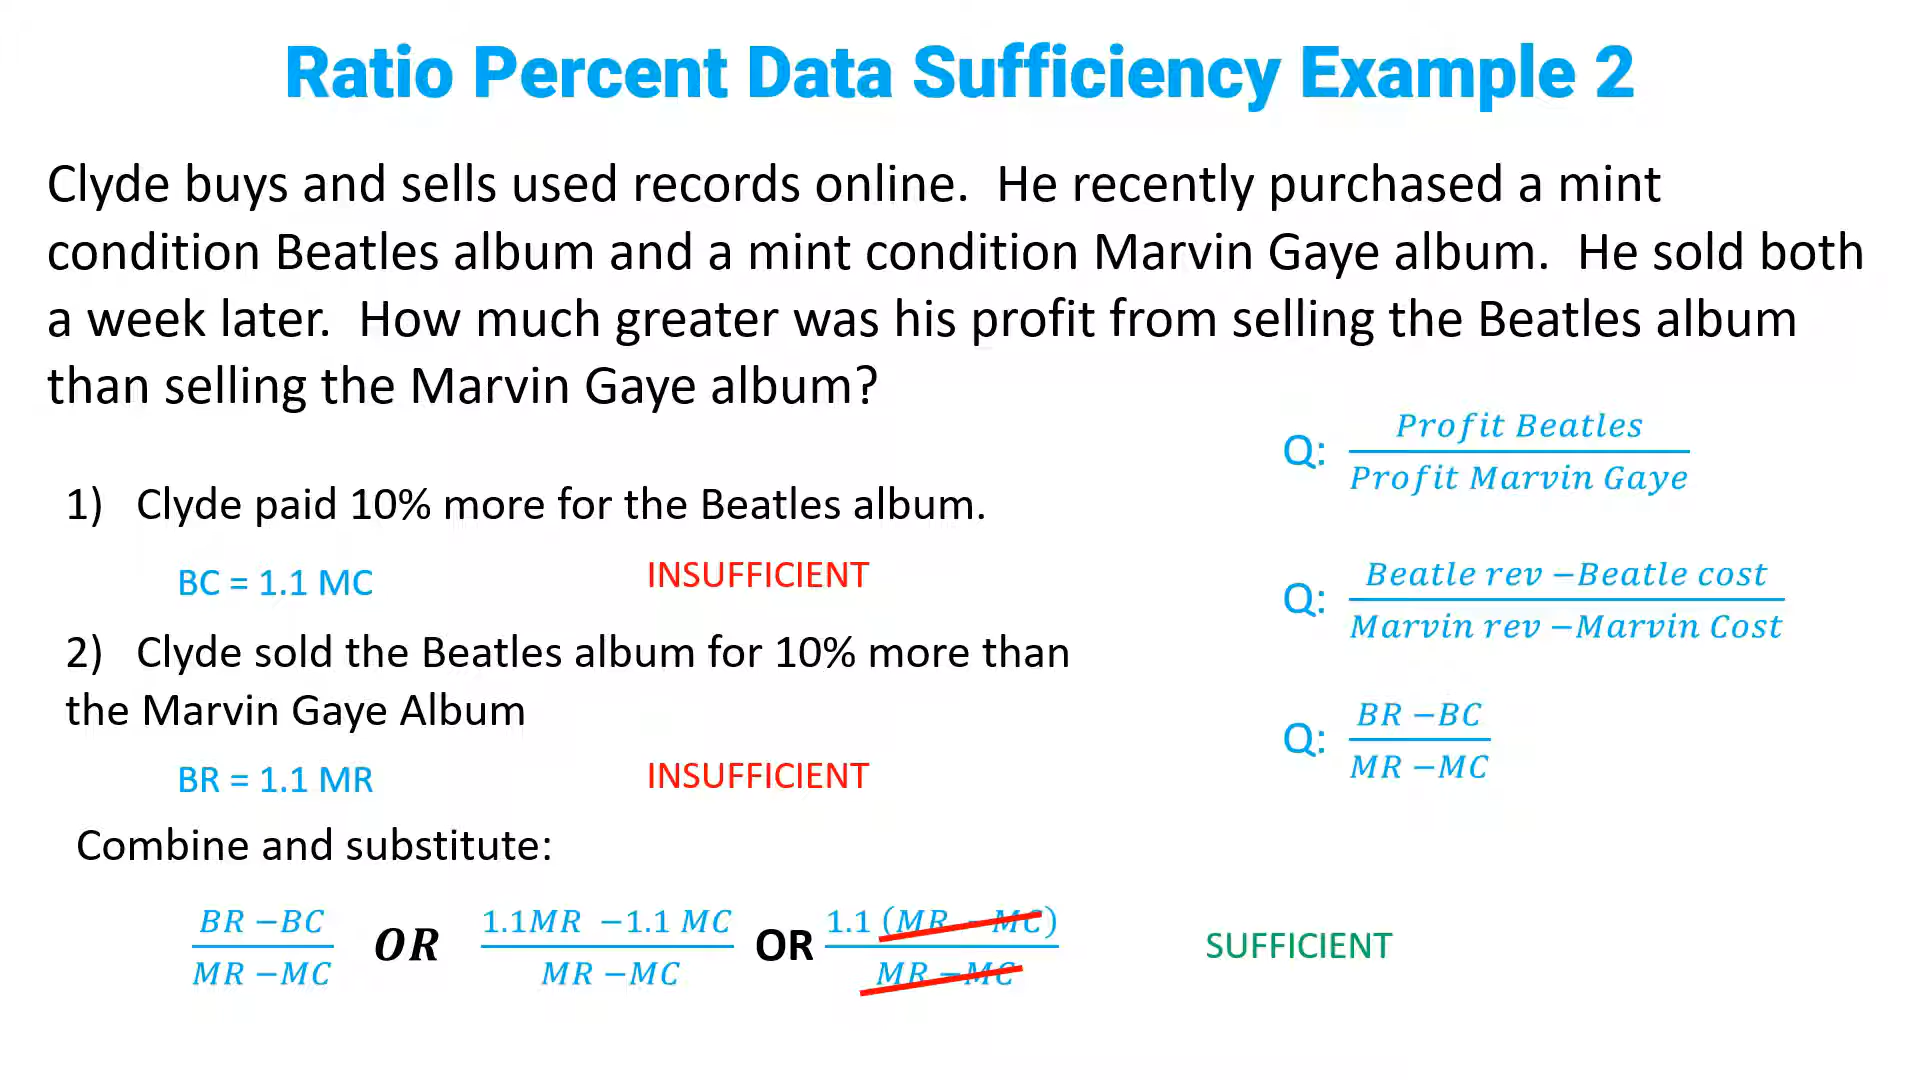 Ratio Percent Data Sufficiency Example 2
Clyde buys and sells used records online. He recently purchased a mint
condition Beatles album and a mint condition Marvin Gaye album. He sold both
a week later. How much greater was his profit from selling the Beatles album
than selling the Marvin Gaye album?
Q: Profit Beatles
Profit Marvin Gaye
1) Clyde paid 10% more for the Beatles album.
BC = 1.1 MC
INSUFFICIENT
Q: Beatle rev −Beatle cost
Marvin rev −Marvin Cost
2) Clyde sold the Beatles album for 10% more than
the Marvin Gaye Album
BR = 1.1 MR
INSUFFICIENT
Q: BR −BC
MR −MC
Combine and substitute:
BR −BC
MR −MC
OR
1.1MR −1.1 MC
MR −MC
OR
1.1 (MR − MC)
MR −MC
SUFFICIENT